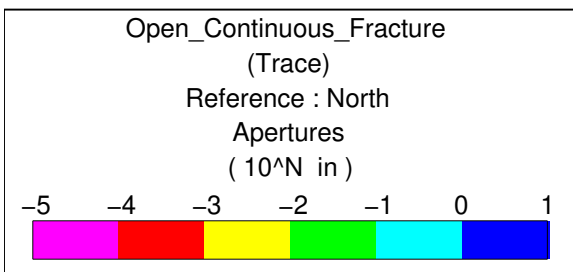 Open_Continuous_Fracture
(Trace)
Reference : North
Apertures
( 10^N in )
−5 −4 −3 −2 −1 0 1